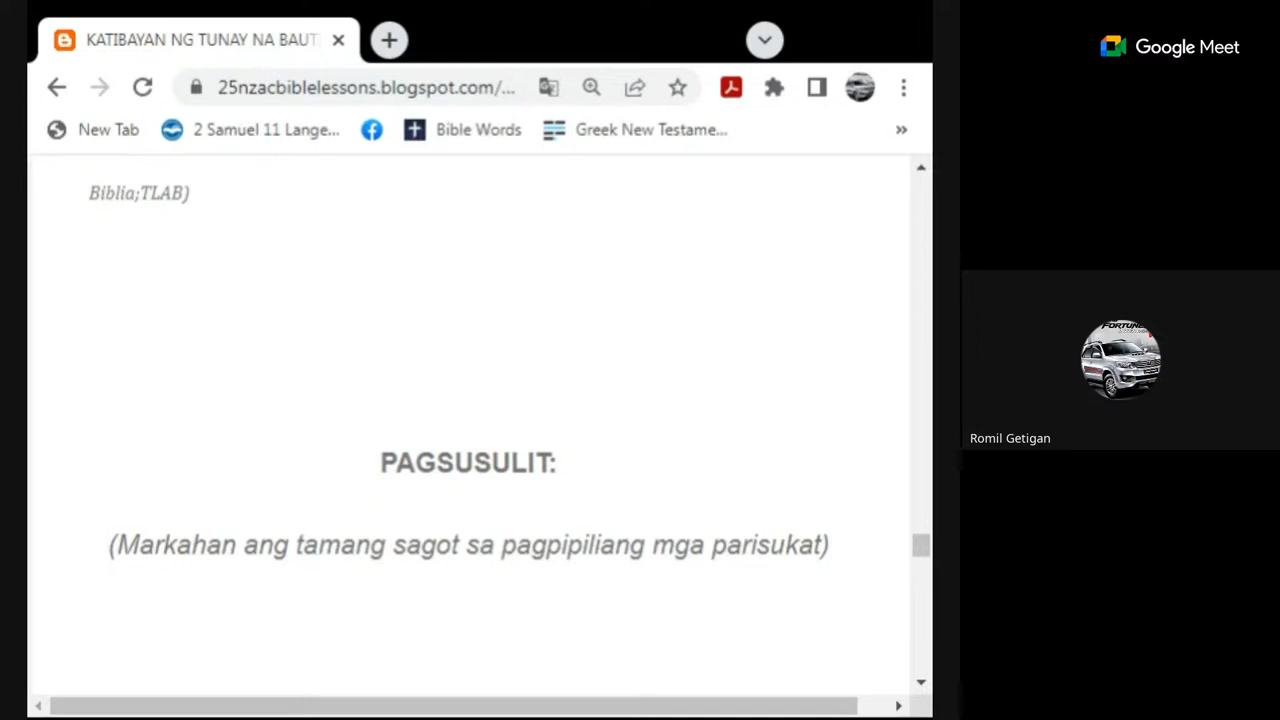 KATIBAYAN NG TUNAY NA BAUT
Google Meet
25nzacbiblelessons.blogspot.com/...
New Tab
2 Samuel 11 Lange...
Bible Words
Greek New Testame...
»
Biblia;TLAB)
FORTUNER
Romil Getigan
PAGSUSULIT:
(Markahan ang tamang sagot sa pagpipiliang mga parisukat)